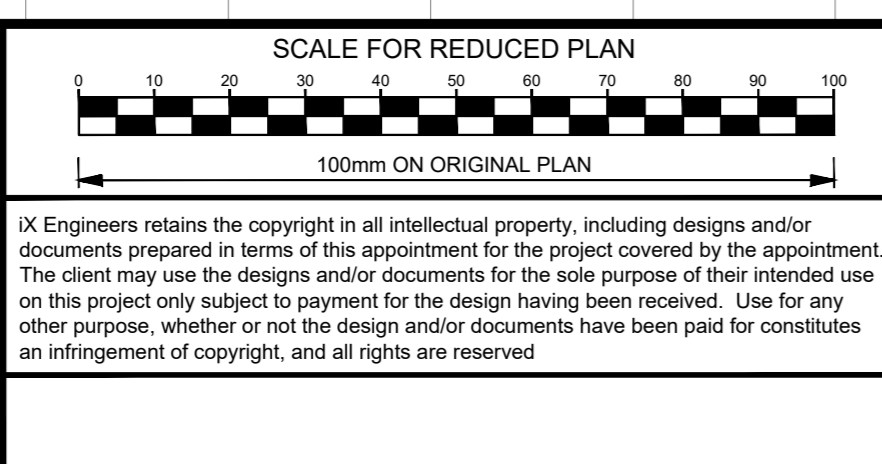 SCALE FOR REDUCED PLAN
0 10 20 30 40 50 60 70 80 90 100
100mm ON ORIGINAL PLAN
iX Engineers retains the copyright in all intellectual property, including designs and/or
documents prepared in terms of this appointment for the project covered by the appointment.
The client may use the designs and/or documents for the sole purpose of their intended use
on this project only subject to payment for the design having been received.  Use for any
other purpose, whether or not the design and/or documents have been paid for constitutes
an infringement of copyright, and all rights are reserved